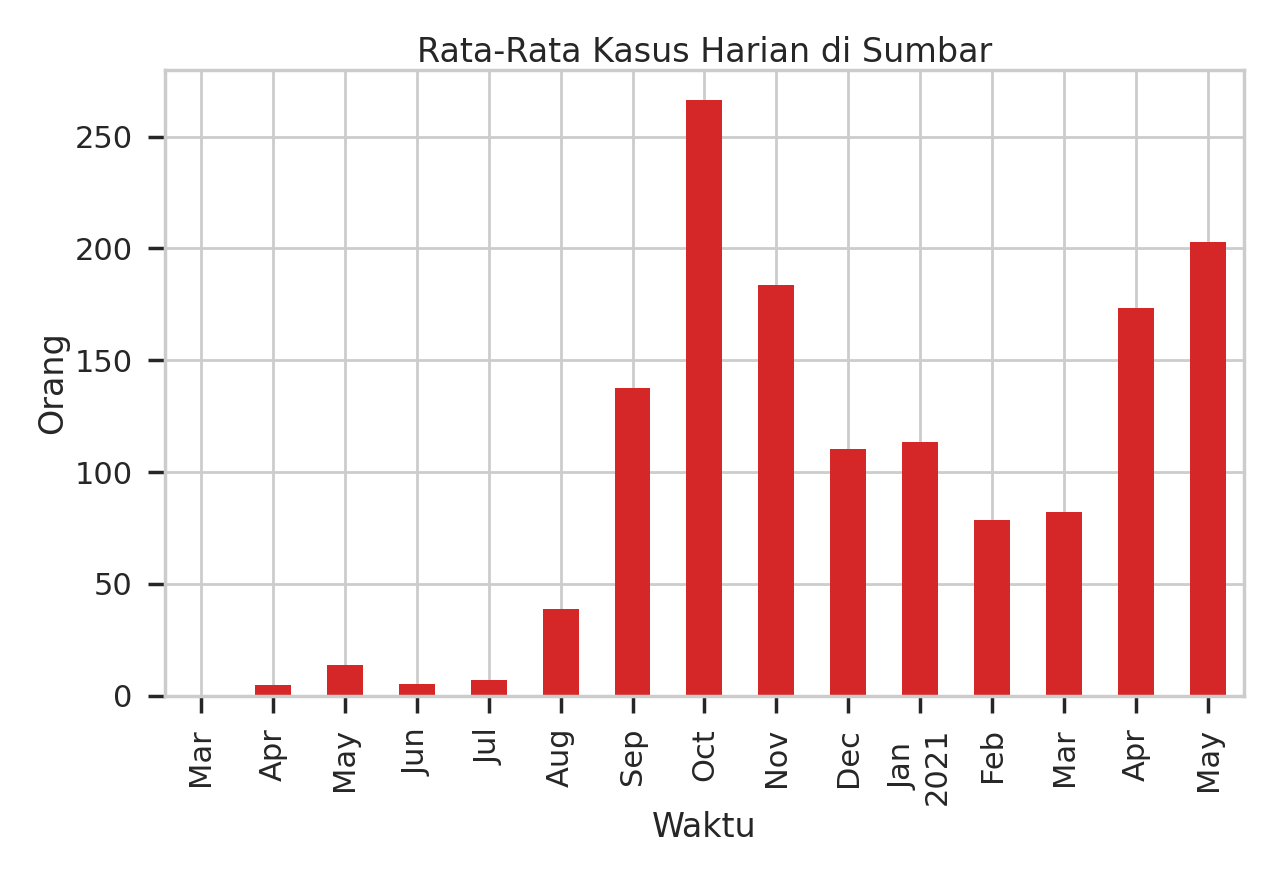 Rata-Rata Kasus Harian di Sumbar
Orang
250
200
150
100
50
0
Mar
Apr
May
Jun
Jul
Aug
Sep
Oct
Nov
Dec
Jan
2021
Feb
Mar
Apr
May
Waktu